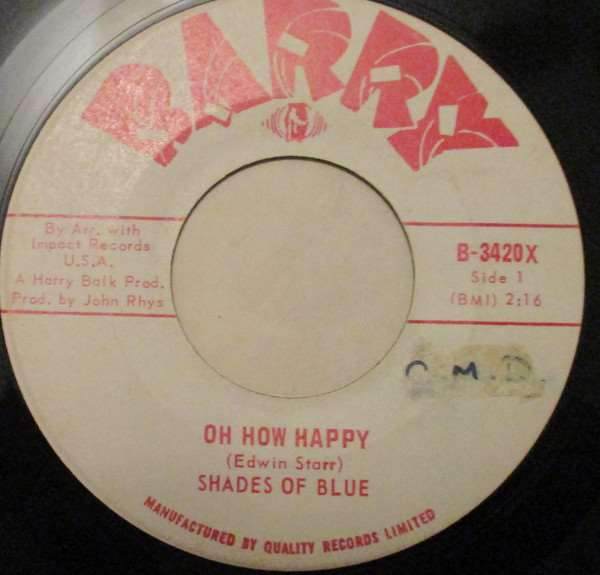 BARRY
By Arr. with
Impact Records
U.S.A.
A Harry Balk Prod.
Prod. by John Rhys
B-3420X
Side 1
(BMI) 2:16
O.M.D.
OH HOW HAPPY
(Edwin Starr)
SHADES OF BLUE
MANUFACTURED BY QUALITY RECORDS LIMITED